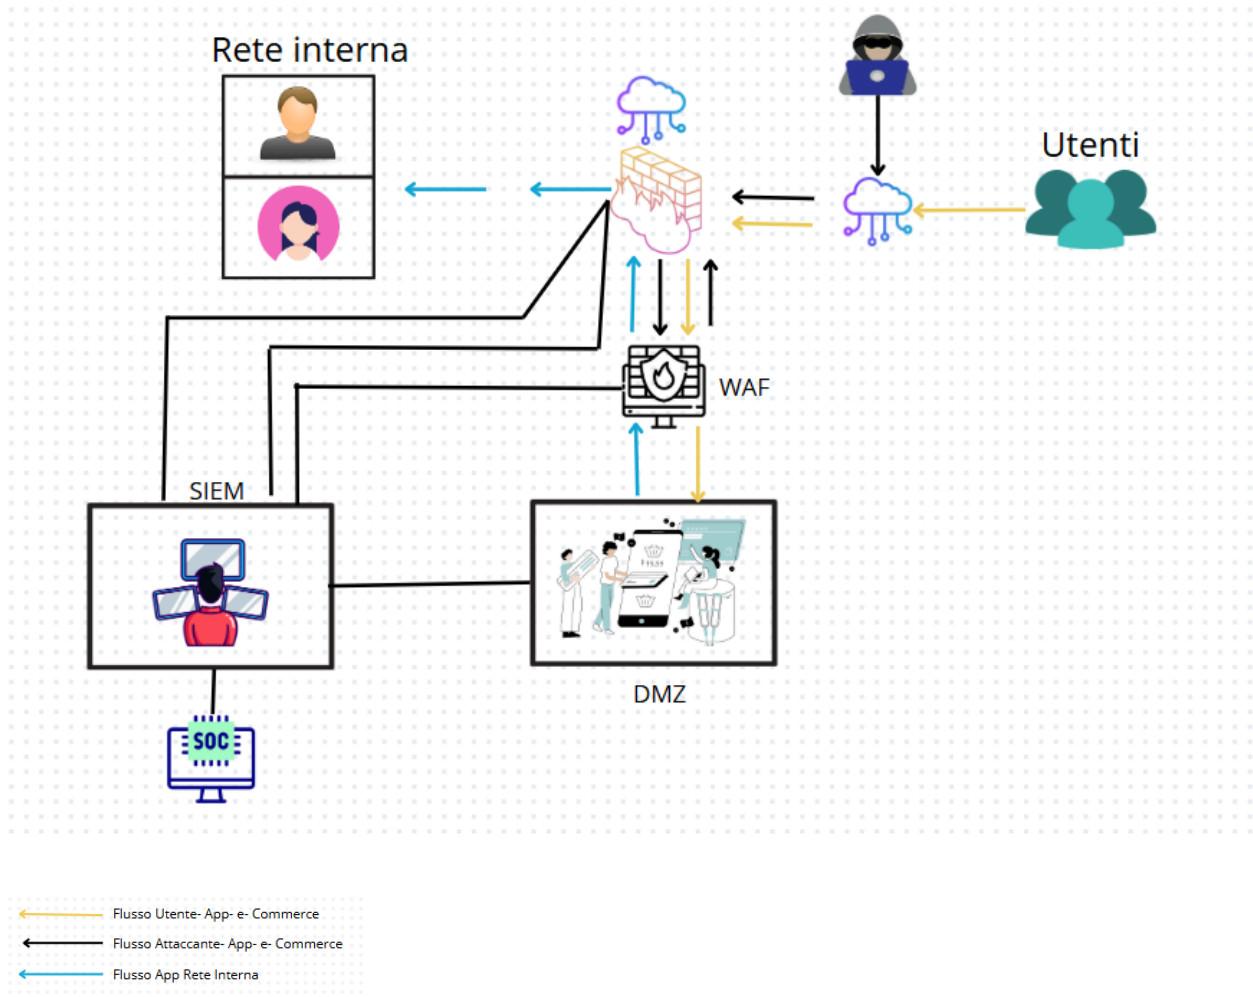 Rete interna
Utenti
WAF
SIEM
SOC
DMZ
Flusso Utente- App- e- Commerce
Flusso Attaccante- App- e- Commerce
Flusso App Rete Interna